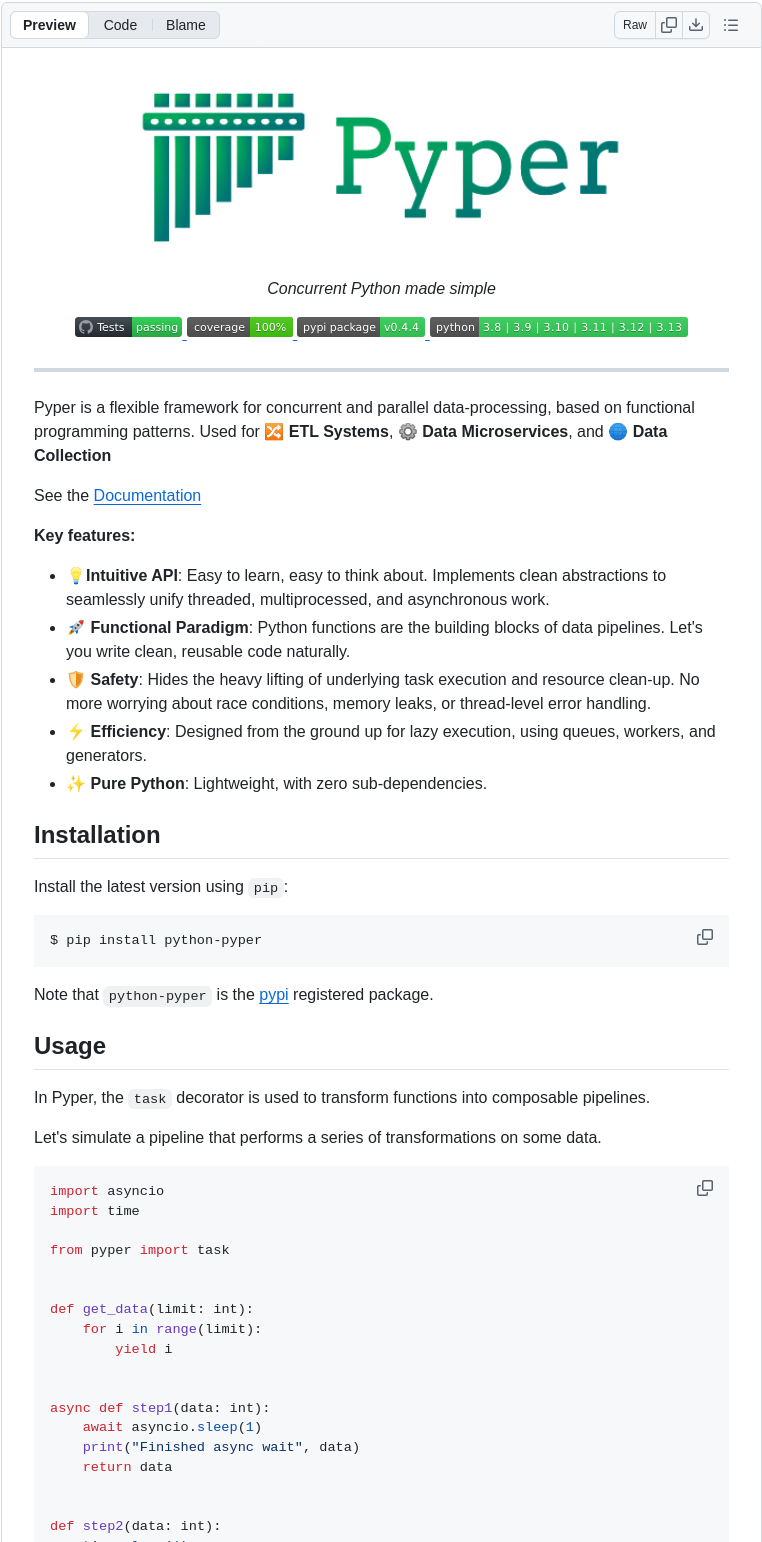 Preview Code Blame Raw
Pyper
Concurrent Python made simple
Tests passing coverage 100% pypi package v0.4.4 python 3.8 | 3.9 | 3.10 | 3.11 | 3.12 | 3.13
Pyper is a flexible framework for concurrent and parallel data-processing, based on functional
programming patterns. Used for 🔀 ETL Systems, ⚙️ Data Microservices, and 🌐 Data
Collection
See the Documentation
Key features:
• 💡Intuitive API: Easy to learn, easy to think about. Implements clean abstractions to
seamlessly unify threaded, multiprocessed, and asynchronous work.
• 🚀 Functional Paradigm: Python functions are the building blocks of data pipelines. Let's
you write clean, reusable code naturally.
• 🛡️ Safety: Hides the heavy lifting of underlying task execution and resource clean-up. No
more worrying about race conditions, memory leaks, or thread-level error handling.
• ⚡ Efficiency: Designed from the ground up for lazy execution, using queues, workers, and
generators.
• ✨ Pure Python: Lightweight, with zero sub-dependencies.
Installation
Install the latest version using pip:
$ pip install python-pyper
Note that python-pyper is the pypi registered package.
Usage
In Pyper, the task decorator is used to transform functions into composable pipelines.
Let's simulate a pipeline that performs a series of transformations on some data.
import asyncio
import time
from pyper import task
def get_data(limit: int):
    for i in range(limit):
        yield i
async def step1(data: int):
    await asyncio.sleep(1)
    print("Finished async wait", data)
    return data
def step2(data: int):